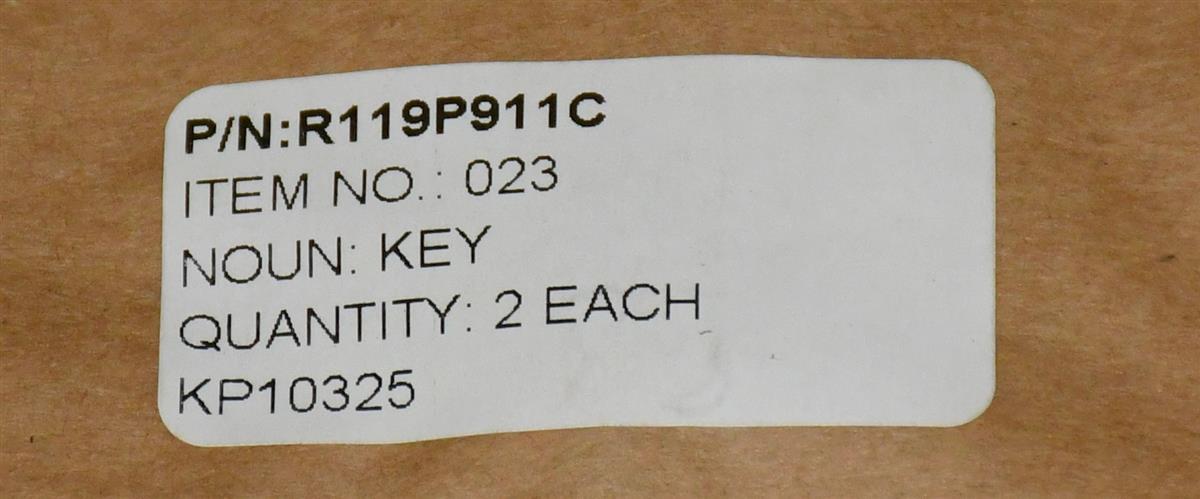 P/N:R119P911C
ITEM NO.: 023
NOUN: KEY
QUANTITY: 2 EACH
KP10325